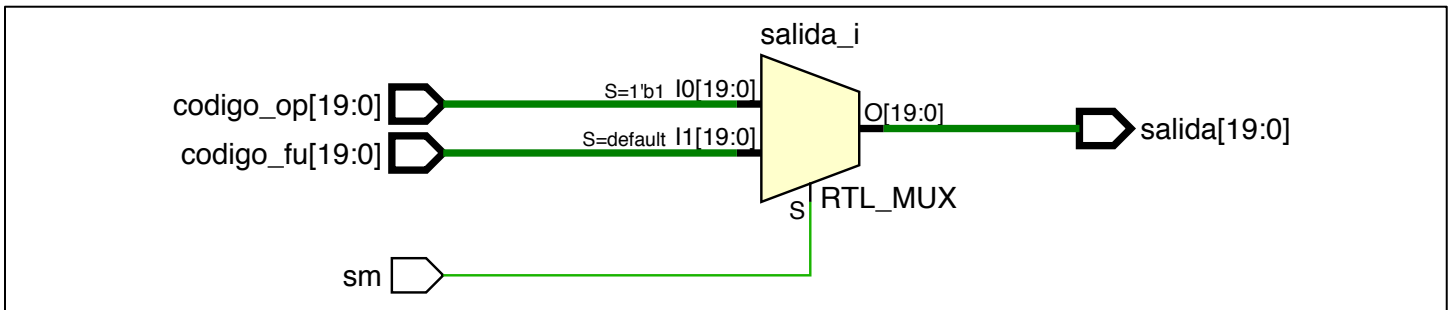 salida_i
codigo_op[19:0] S=1'b1 I0[19:0] O[19:0] salida[19:0]
codigo_fu[19:0] S=default I1[19:0]
S RTL_MUX
sm